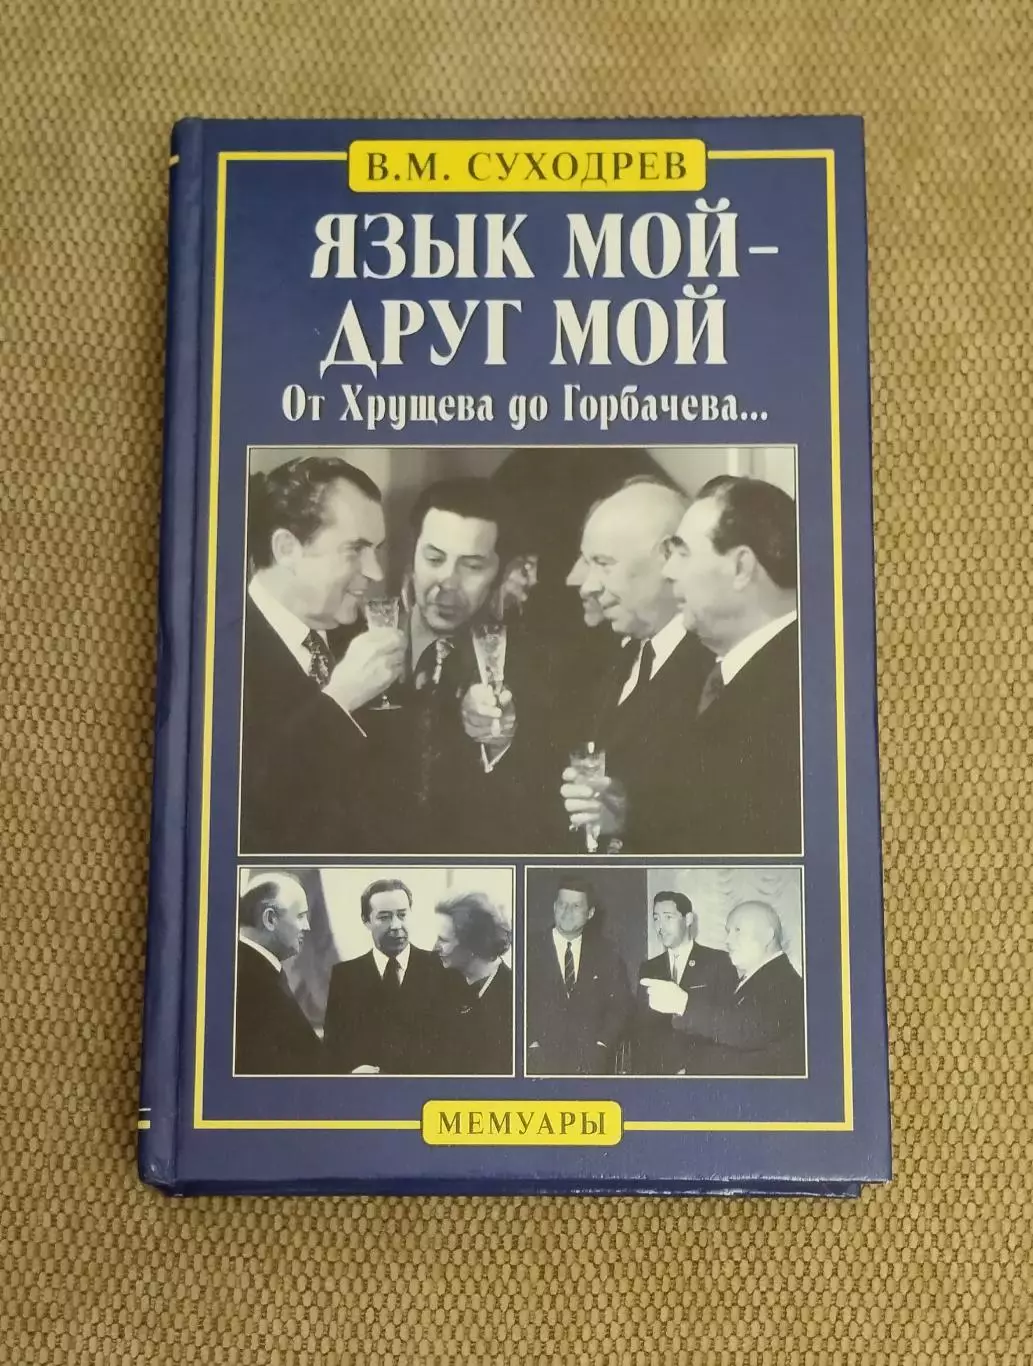 В.М. СУХОДРЕВ
ЯЗЫК МОЙ -
ДРУГ МОЙ
От Хрущева до Горбачева...
МЕМУАРЫ